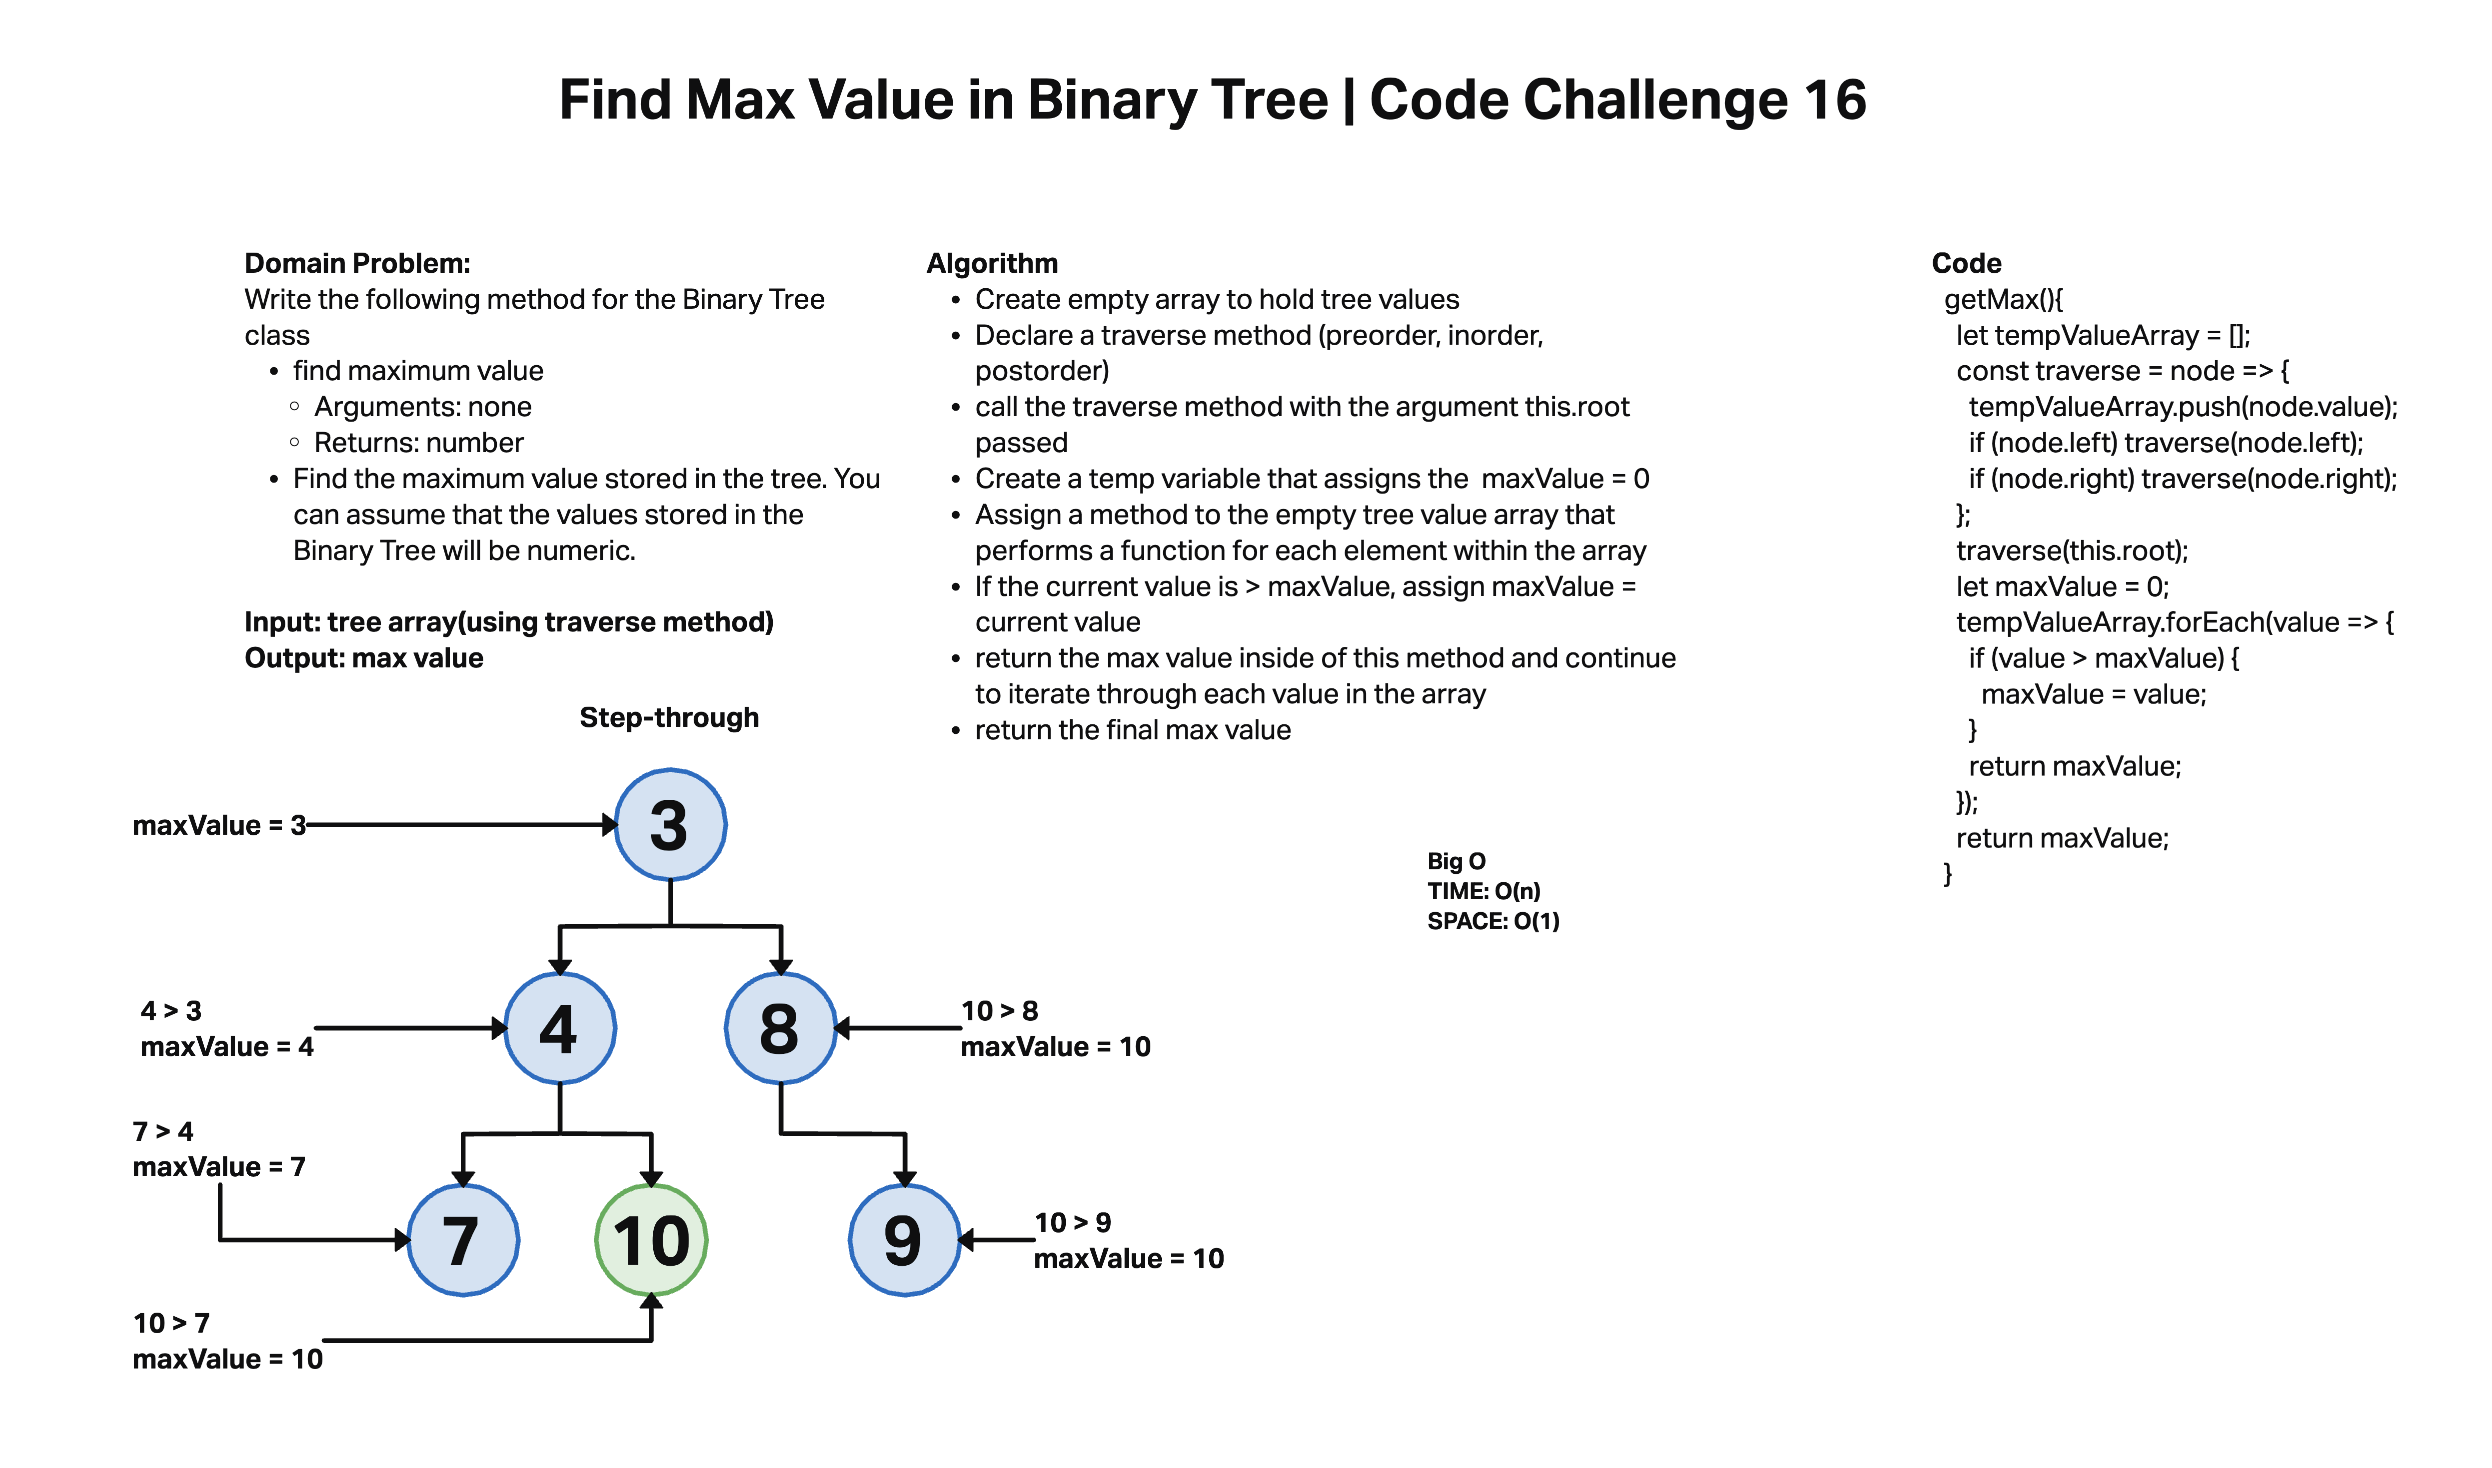 Find Max Value in Binary Tree | Code Challenge 16
Domain Problem:
Write the following method for the Binary Tree
class
• find maximum value
○ Arguments: none
○ Returns: number
• Find the maximum value stored in the tree. You
can assume that the values stored in the
Binary Tree will be numeric.
Input: tree array(using traverse method)
Output: max value
Algorithm
• Create empty array to hold tree values
• Declare a traverse method (preorder, inorder,
postorder)
• call the traverse method with the argument this.root
passed
• Create a temp variable that assigns the  maxValue = 0
• Assign a method to the empty tree value array that
performs a function for each element within the array
• If the current value is > maxValue, assign maxValue =
current value
• return the max value inside of this method and continue
to iterate through each value in the array
• return the final max value
Code
getMax(){
let tempValueArray = [];
const traverse = node => {
tempValueArray.push(node.value);
if (node.left) traverse(node.left);
if (node.right) traverse(node.right);
};
traverse(this.root);
let maxValue = 0;
tempValueArray.forEach(value => {
if (value > maxValue) {
maxValue = value;
}
return maxValue;
});
return maxValue;
}
Big O
TIME: O(n)
SPACE: O(1)
Step-through
maxValue = 3
3
4 > 3
maxValue = 4
4
8
10 > 8
maxValue = 10
7 > 4
maxValue = 7
7
10
9
10 > 9
maxValue = 10
10 > 7
maxValue = 10